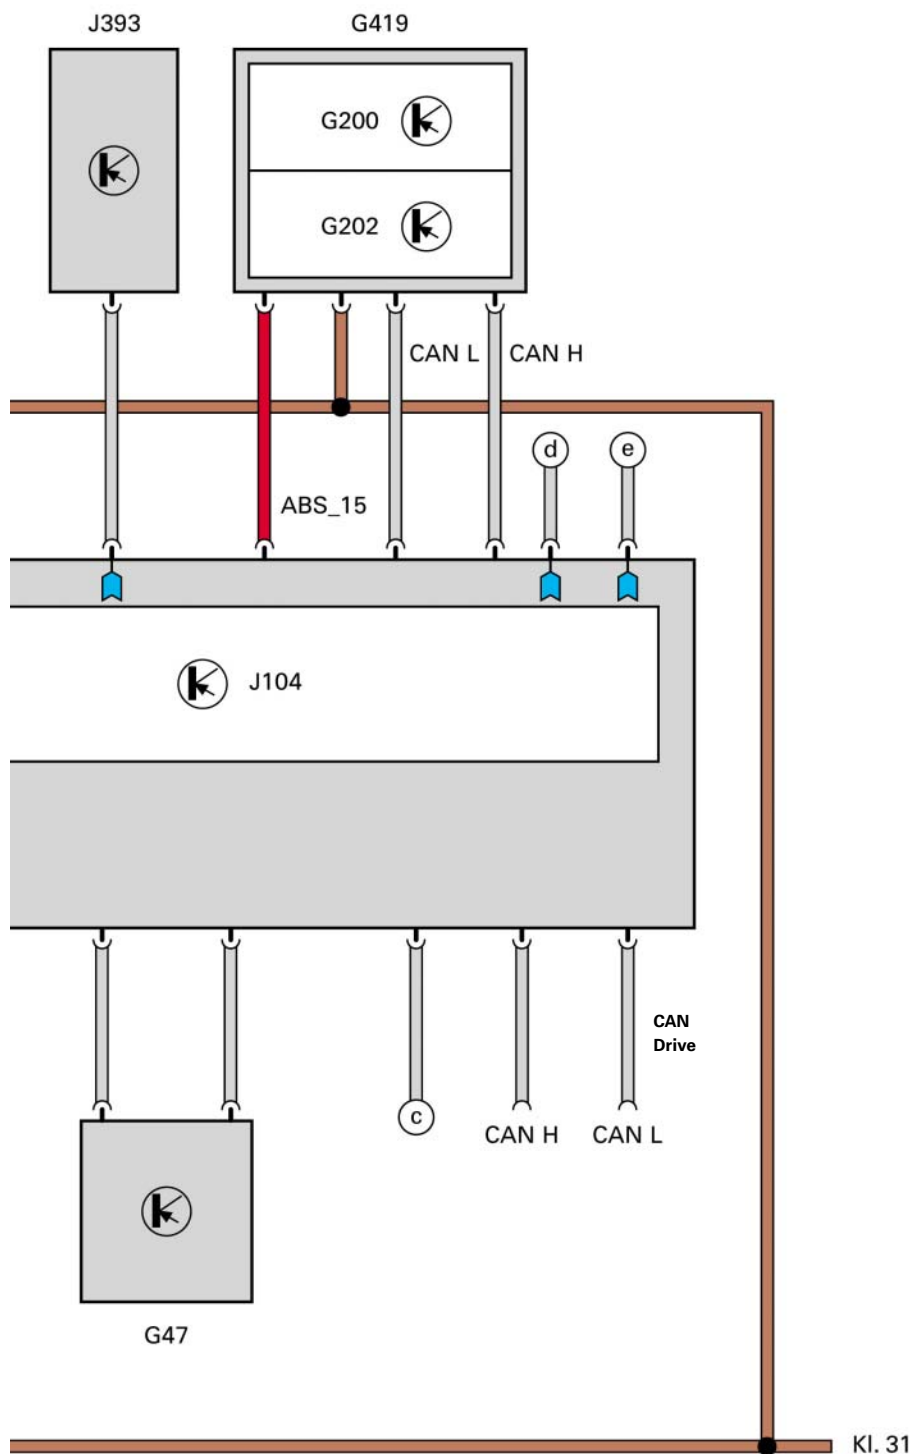 J393
G419
G200
G202
CAN L
CAN H
d
e
ABS_15
J104
CAN
Drive
c
CAN H
CAN L
G47
Kl. 31